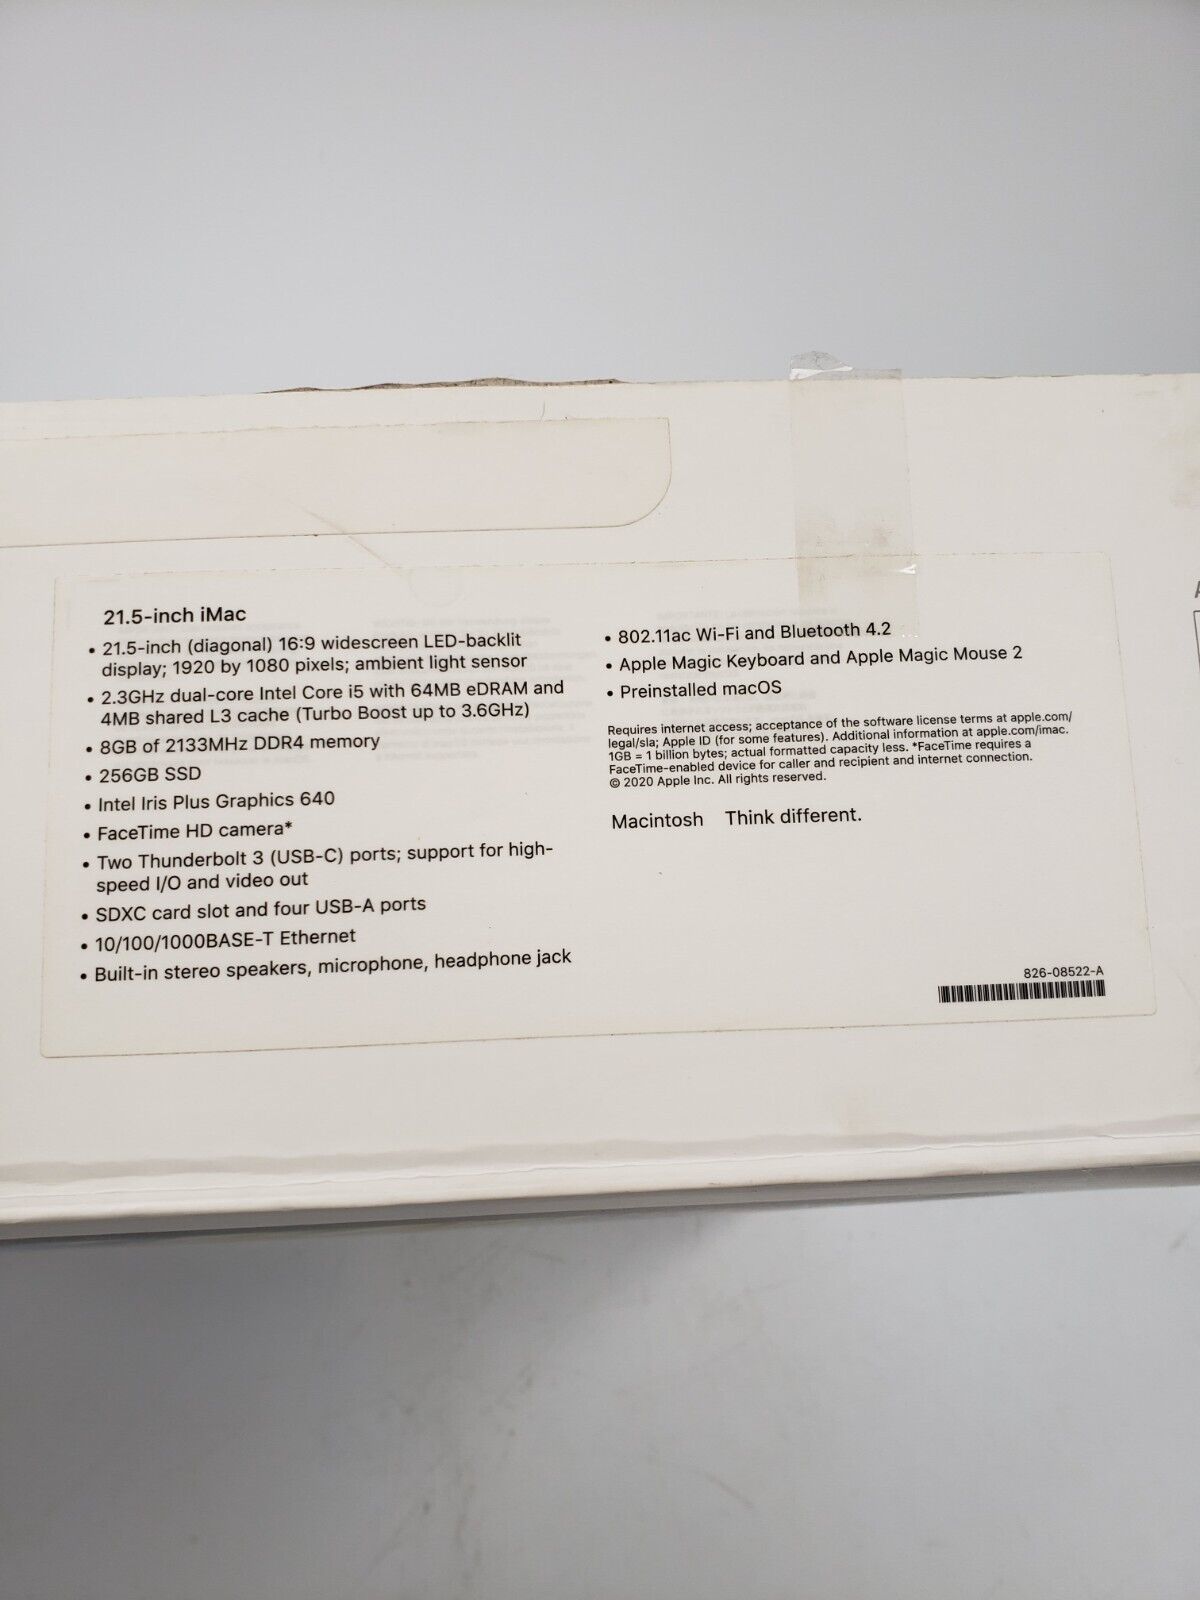 21.5-inch iMac
• 21.5-inch (diagonal) 16:9 widescreen LED-backlit
display; 1920 by 1080 pixels; ambient light sensor
• 2.3GHz dual-core Intel Core i5 with 64MB eDRAM and
4MB shared L3 cache (Turbo Boost up to 3.6GHz)
• 8GB of 2133MHz DDR4 memory
• 256GB SSD
• Intel Iris Plus Graphics 640
• FaceTime HD camera*
• Two Thunderbolt 3 (USB-C) ports; support for high-
speed I/O and video out
• SDXC card slot and four USB-A ports
• 10/100/1000BASE-T Ethernet
• Built-in stereo speakers, microphone, headphone jack
• 802.11ac Wi-Fi and Bluetooth 4.2
• Apple Magic Keyboard and Apple Magic Mouse 2
• Preinstalled macOS
Requires internet access; acceptance of the software license terms at apple.com/
legal/sla; Apple ID (for some features). Additional information at apple.com/imac.
1GB = 1 billion bytes; actual formatted capacity less. *FaceTime requires a
FaceTime-enabled device for caller and recipient and internet connection.
© 2020 Apple Inc. All rights reserved.
Macintosh Think different.
826-08522-A